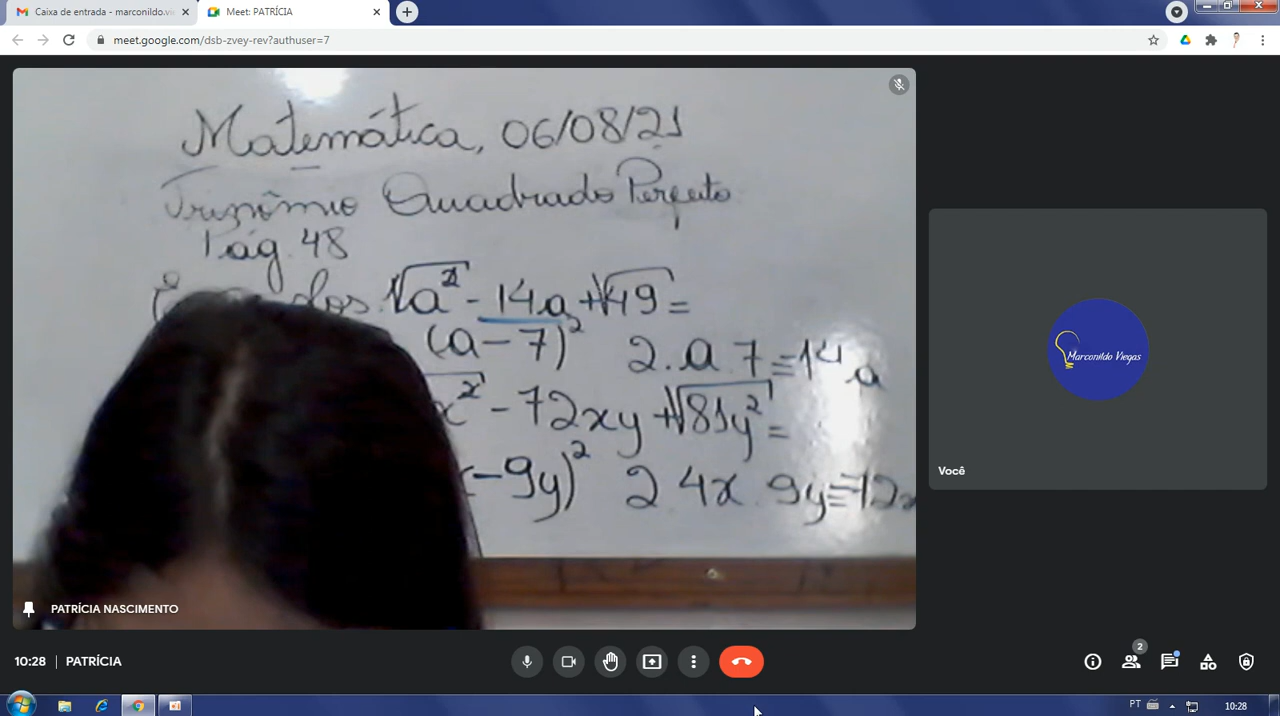 Caixa de entrada - marconildo.vie
Meet: PATRÍCIA
meet.google.com/dsb-zvey-rev?authuser=7
Matemática, 06/08/21
Trinômio Quadrado Perfeito
Pág. 48
√a² - 14a + √49 =
(a - 7)² 2. a 7 = 14a
x² - 72xy + √81y² =
- 9y)² 2 4x . 9y = 72x
Marconildo Viegas
Você
PATRÍCIA NASCIMENTO
10:28 | PATRÍCIA
2
PT
10:28